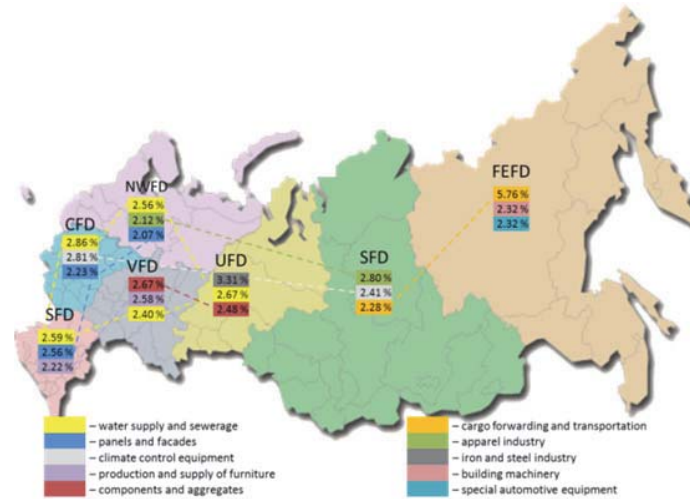 FEFD
5.76 %
2.32 %
2.32 %
NWFD
2.56 %
2.12 %
2.07 %
CFD
2.86 %
2.81 %
2.23 %
VFD
2.67 %
2.58 %
2.40 %
UFD
3.31 %
2.67 %
2.48 %
SFD
2.80 %
2.41 %
2.28 %
SFD
2.59 %
2.56 %
2.22 %
– water supply and sewerage
– panels and facades
– climate control equipment
– production and supply of furniture
– components and aggregates
– cargo forwarding and transportation
– apparel industry
– iron and steel industry
– building machinery
– special automotive equipment